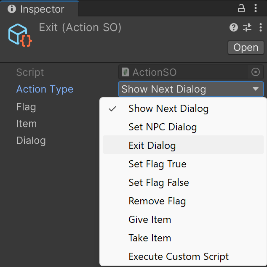 Inspector
Exit (Action SO)
Open
Script
ActionSO
Action Type
Show Next Dialog
Flag
Item
Dialog
Show Next Dialog
Set NPC Dialog
Exit Dialog
Set Flag True
Set Flag False
Remove Flag
Give Item
Take Item
Execute Custom Script